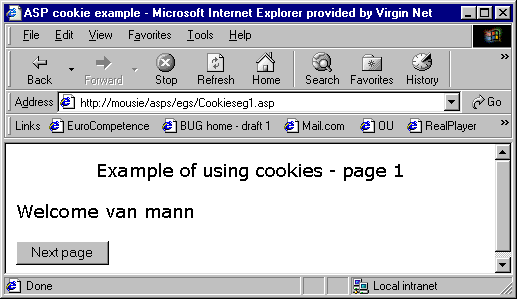 ASP cookie example - Microsoft Internet Explorer provided by Virgin Net
File Edit View Favorites Tools Help
Back Forward Stop Refresh Home Search Favorites History
Address http://mousie/asps/egs/Cookieseg1.asp Go
Links EuroCompetence BUG home - draft 1 Mail.com OU RealPlayer
Example of using cookies - page 1
Welcome van mann
Next page
Done Local intranet